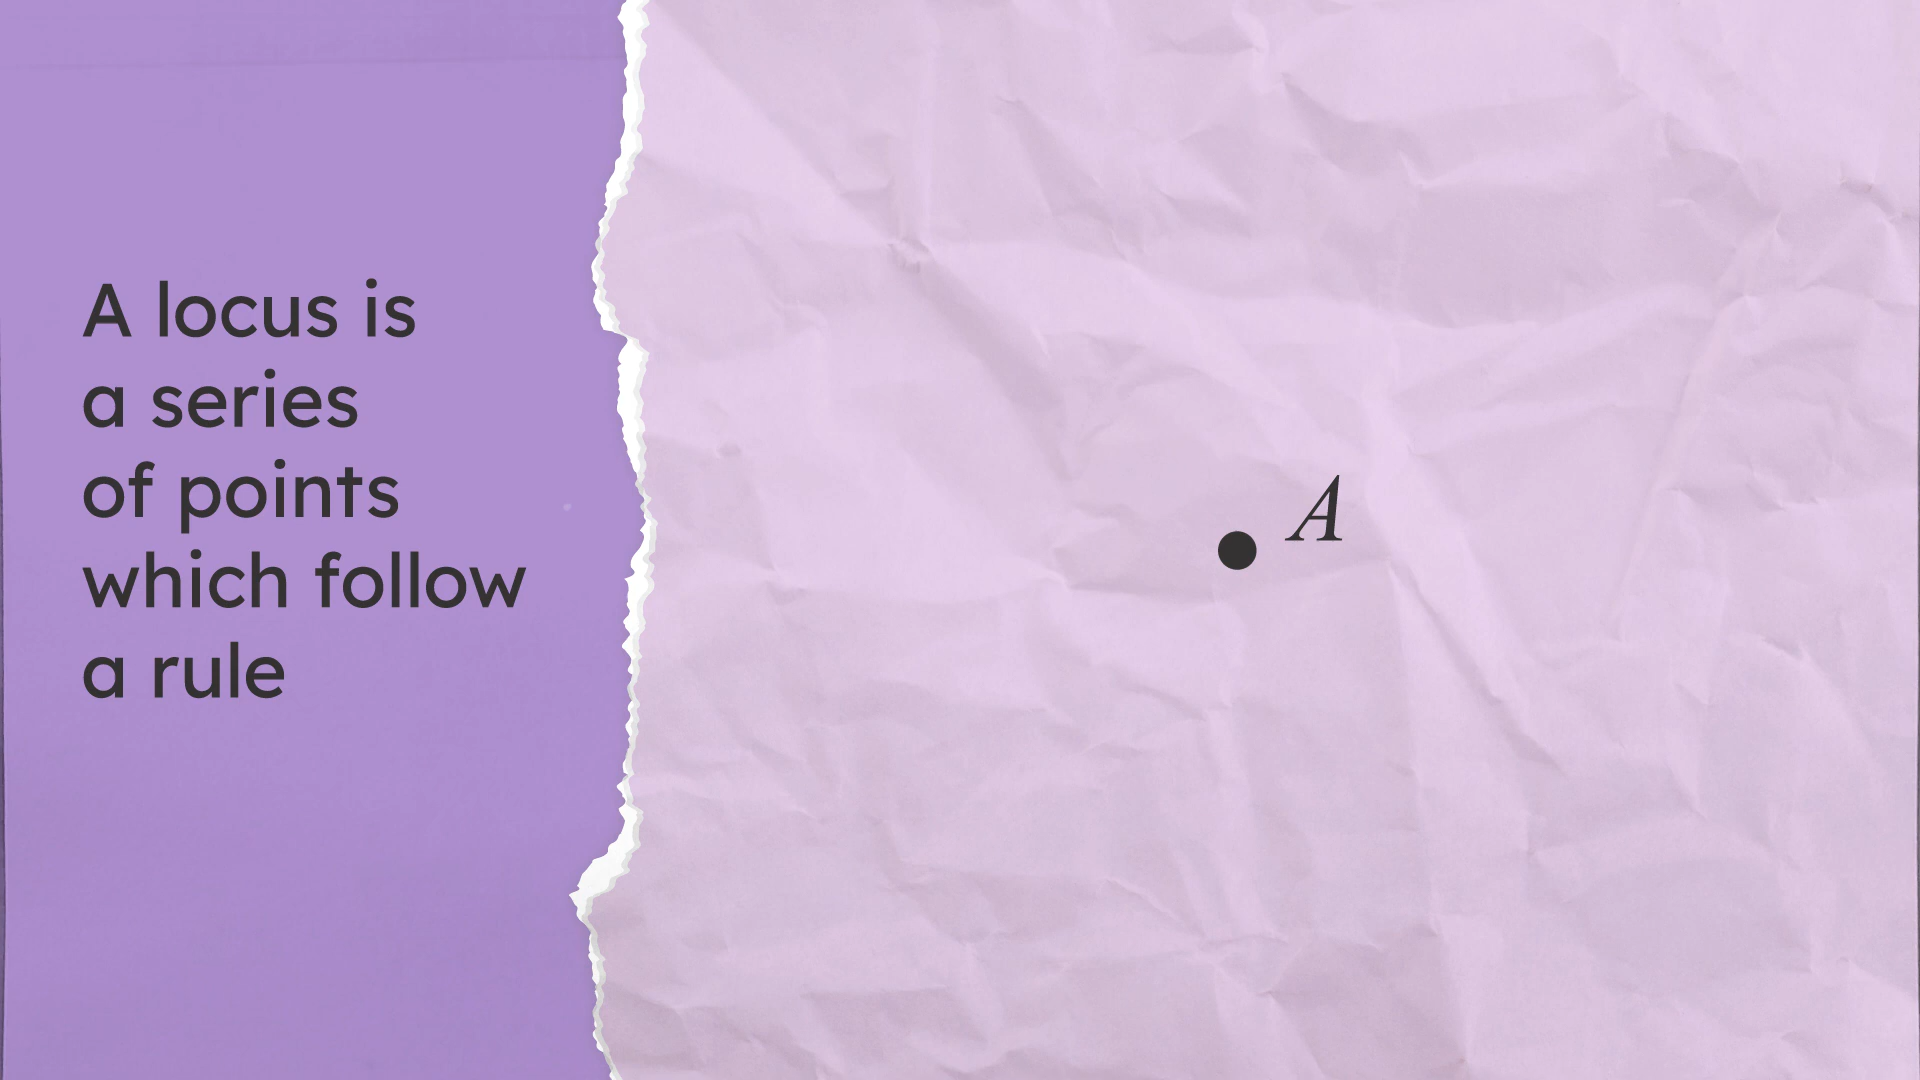 A locus is
a series
of points
which follow
a rule
A